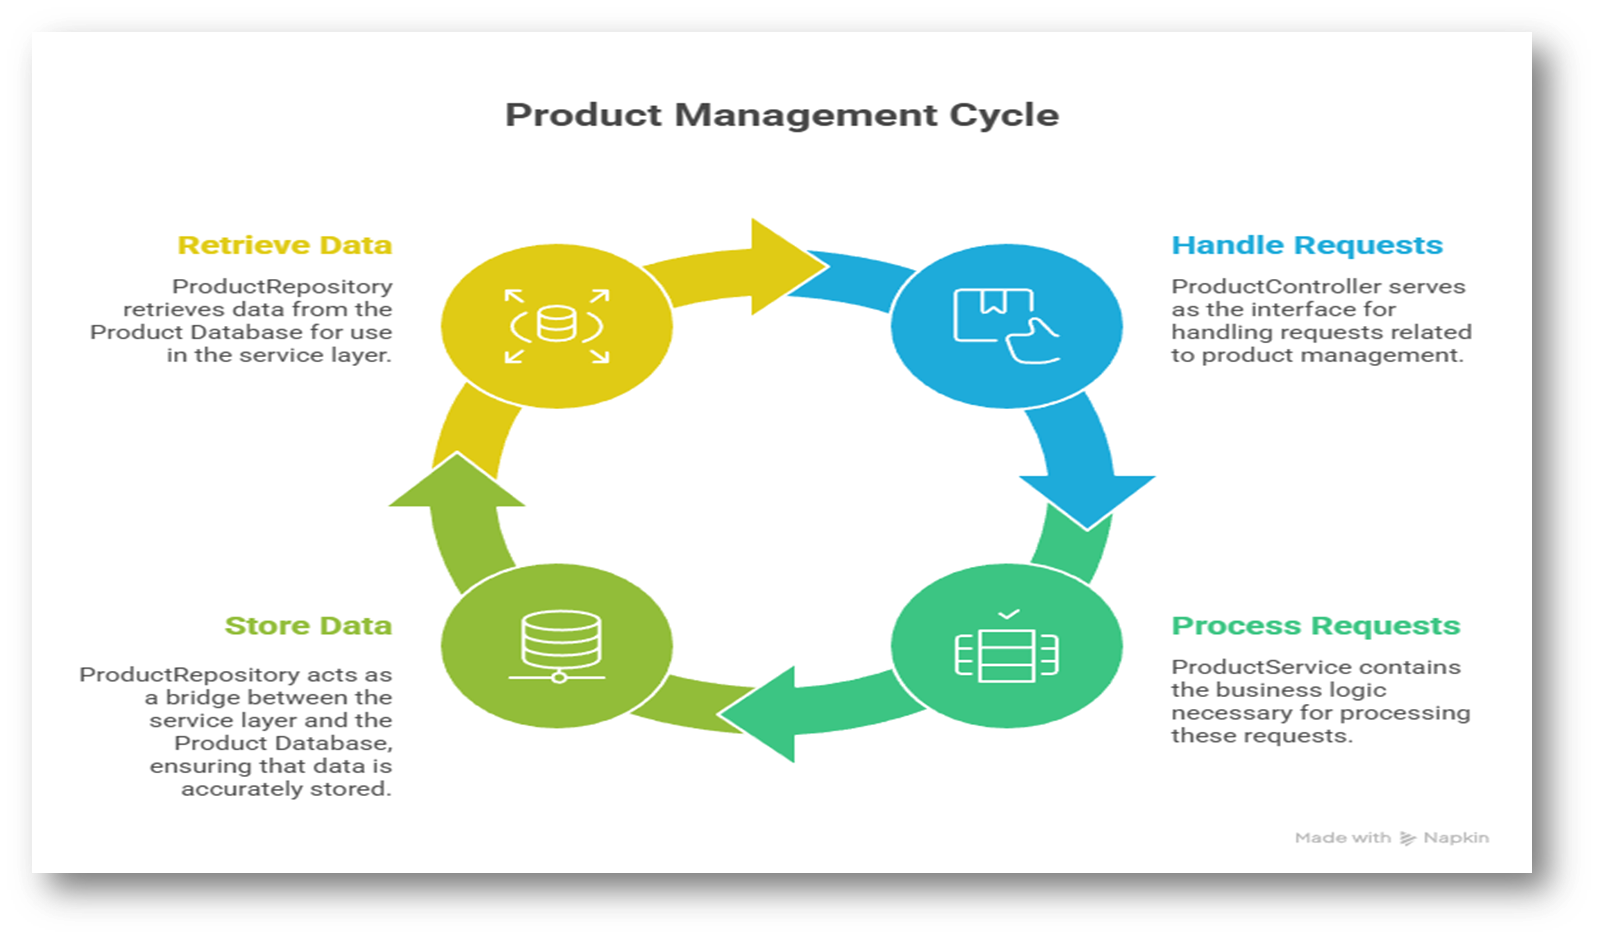 Product Management Cycle
Retrieve Data
ProductRepository
retrieves data from the
Product Database for use
in the service layer.
Handle Requests
ProductController serves
as the interface for
handling requests related
to product management.
Store Data
ProductRepository acts as
a bridge between the
service layer and the
Product Database,
ensuring that data is
accurately stored.
Process Requests
ProductService contains
the business logic
necessary for processing
these requests.
Made with Napkin